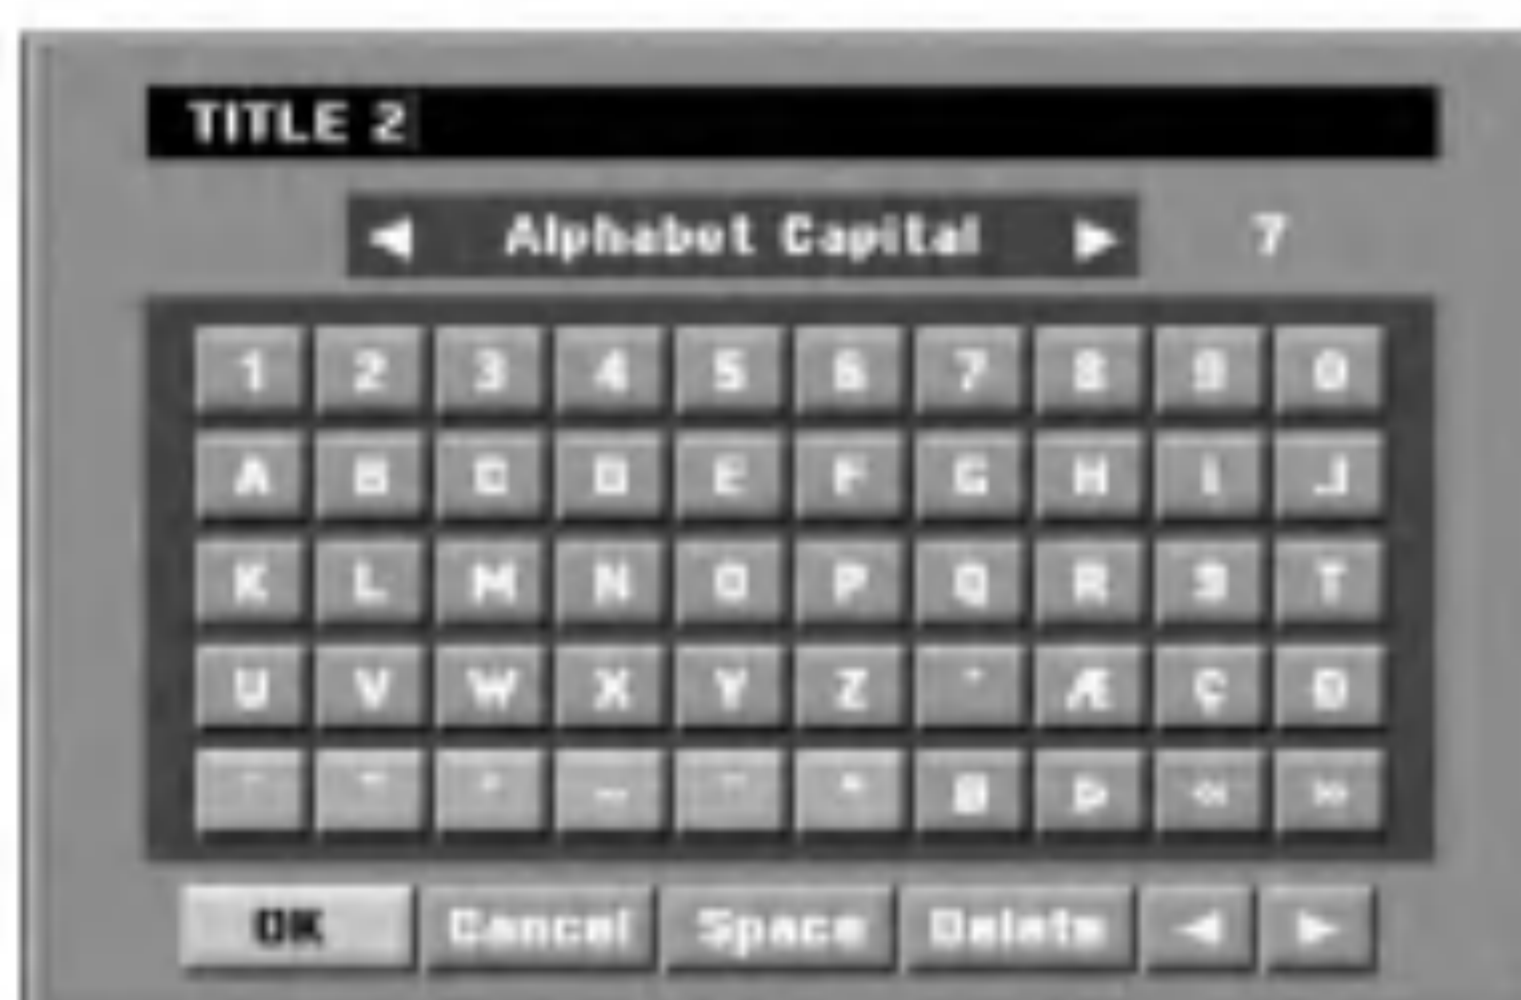 TITLE 2
◀ Alphabet Capital ▶ 7
1 2 3 4 5 6 7 8 9 0
A B C D E F G H I J
K L M N O P Q R S T
U V W X Y Z Æ Ç Ð
Ø Þ « »
OK Cancel Space Delete ◀ ▶